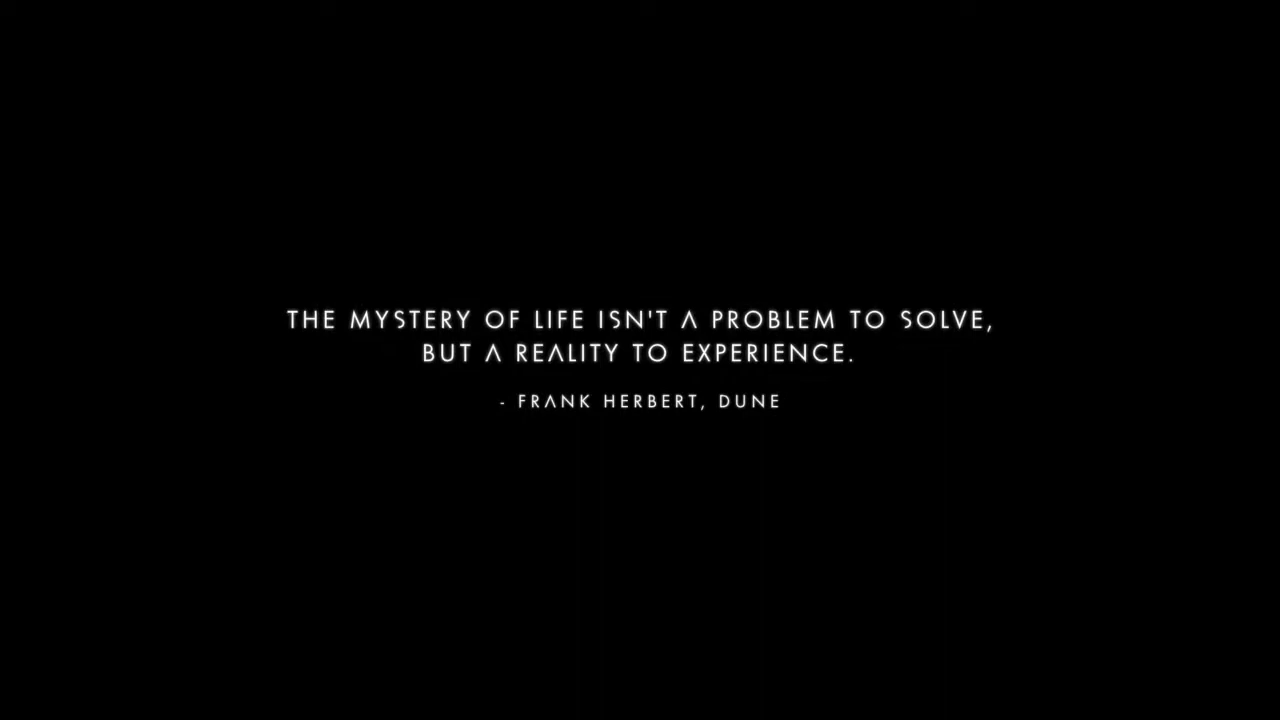 THE MYSTERY OF LIFE ISN'T A PROBLEM TO SOLVE,
BUT A REALITY TO EXPERIENCE.
- FRANK HERBERT, DUNE